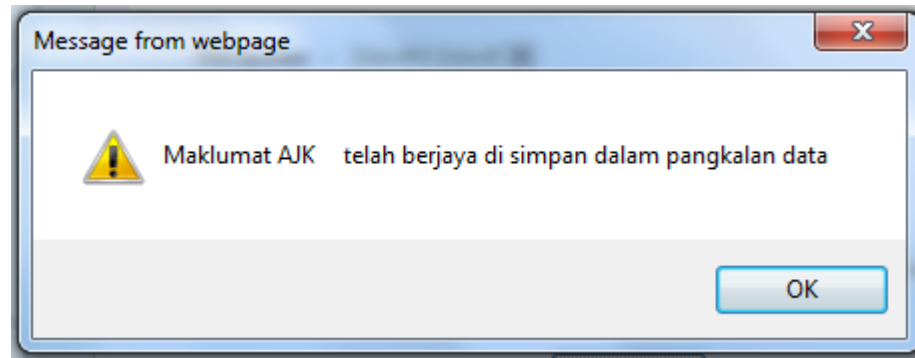 Message from webpage
Maklumat AJK    telah berjaya di simpan dalam pangkalan data
OK